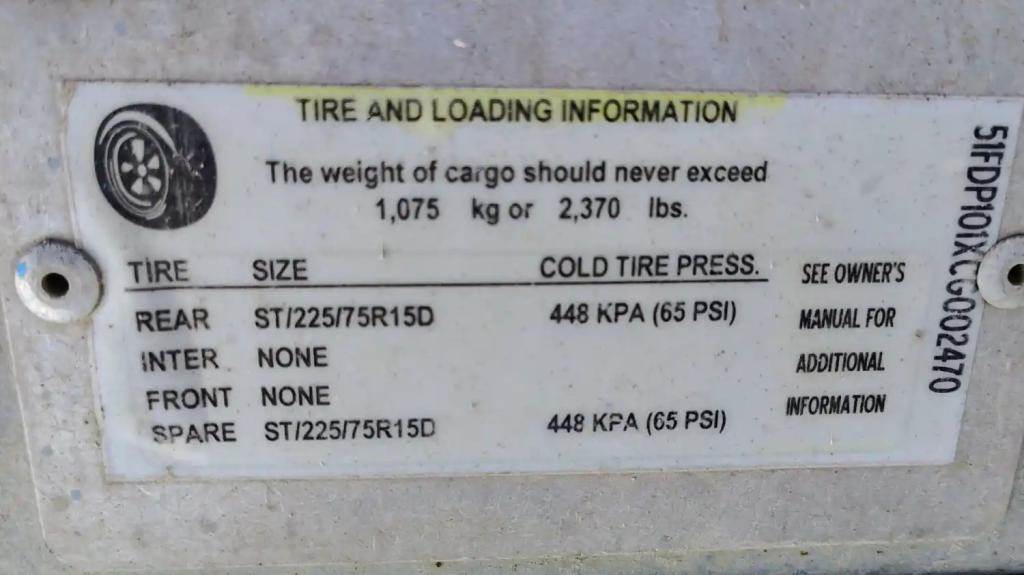 TIRE AND LOADING INFORMATION
The weight of cargo should never exceed
1,075 kg or 2,370 lbs.
TIRE SIZE COLD TIRE PRESS.
REAR ST/225/75R15D 448 KPA (65 PSI)
INTER NONE
FRONT NONE
SPARE ST/225/75R15D 448 KPA (65 PSI)
SEE OWNER'S
MANUAL FOR
ADDITIONAL
INFORMATION
51FDP101XCG002470